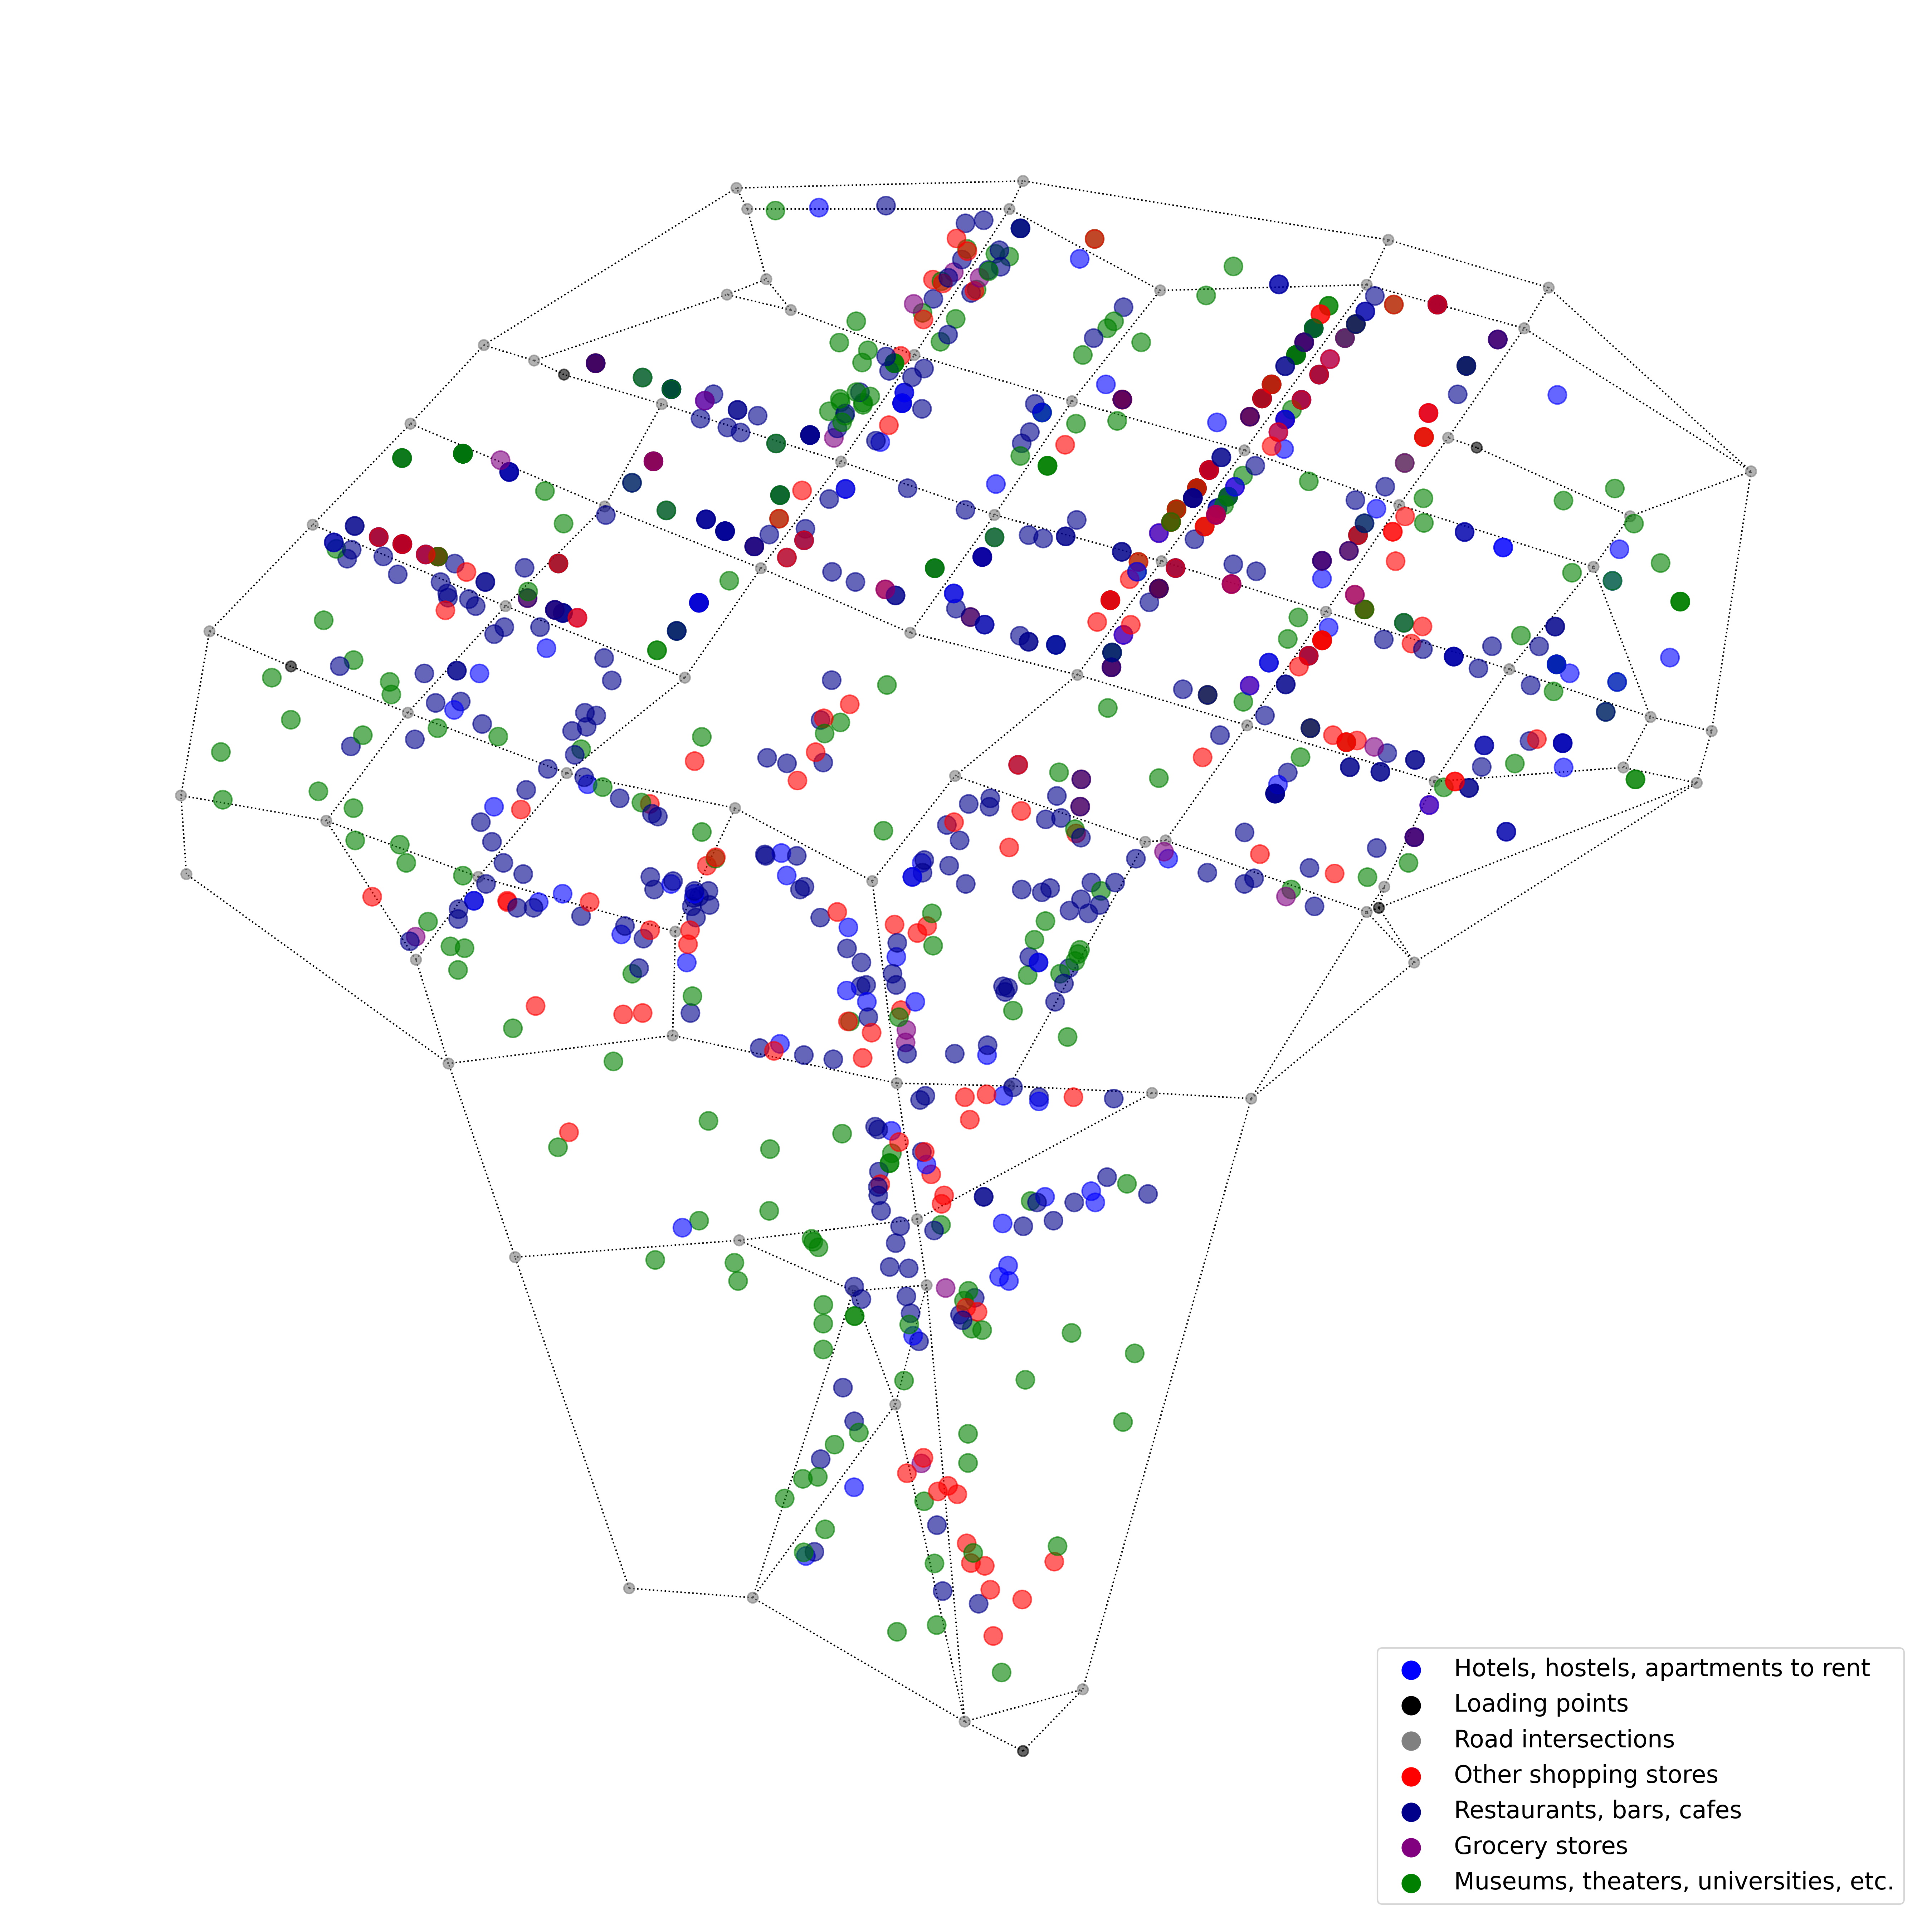 Hotels, hostels, apartments to rent
Loading points
Road intersections
Other shopping stores
Restaurants, bars, cafes
Grocery stores
Museums, theaters, universities, etc.